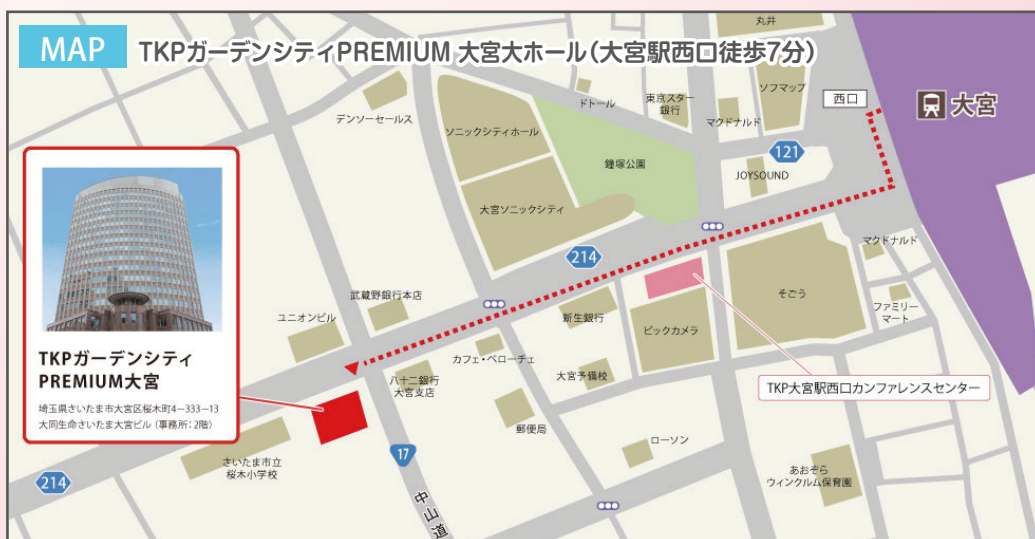 MAP
TKPガーデンシティPREMIUM 大宮大ホール(大宮駅西口徒歩7分)
丸井
ソフマップ
西口
大宮
デンソーセールス
ソニックシティホール
ドトール
東京スター
銀行
マクドナルド
121
鐘塚公園
JOYSOUND
大宮ソニックシティ
214
マクドナルド
そごう
武蔵野銀行本店
ユニオンビル
新生銀行
ビックカメラ
ファミリー
マート
カフェ・ベローチェ
八十二銀行
大宮支店
大宮予備校
TKP大宮駅西口カンファレンスセンター
TKPガーデンシティ
PREMIUM大宮
埼玉県さいたま市大宮区桜木町4-333-13
大同生命さいたま大宮ビル (事務所:2階)
郵便局
ローソン
さいたま市立
桜木小学校
17
あおぞら
ウィンクルム保育園
214
中山道